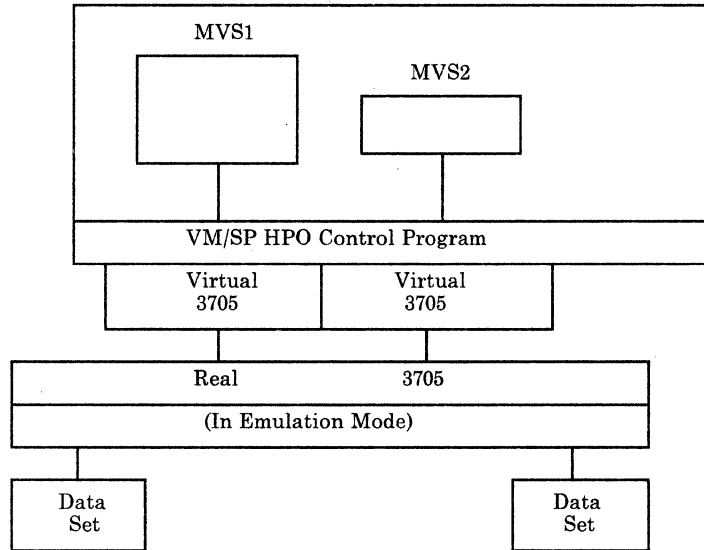 MVS1
MVS2
VM/SP HPO Control Program
Virtual
3705
Virtual
3705
Real 3705
(In Emulation Mode)
Data
Set
Data
Set